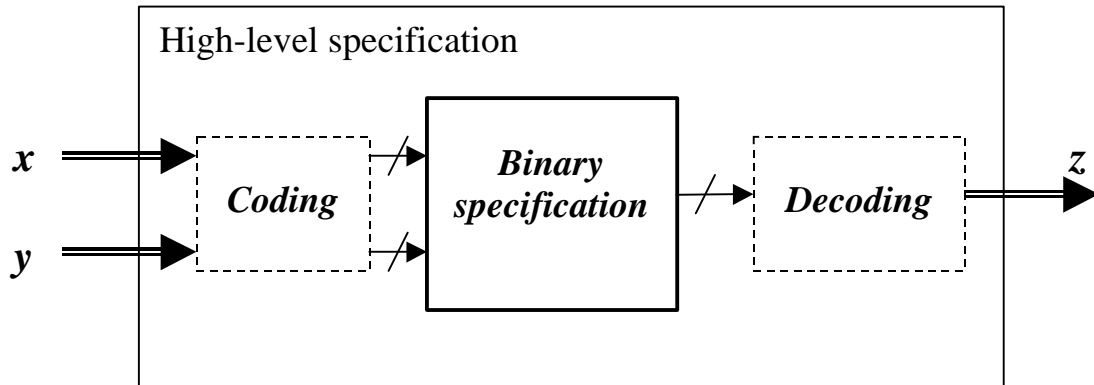 High-level specification
x
y
Coding
Binary
specification
Decoding
z